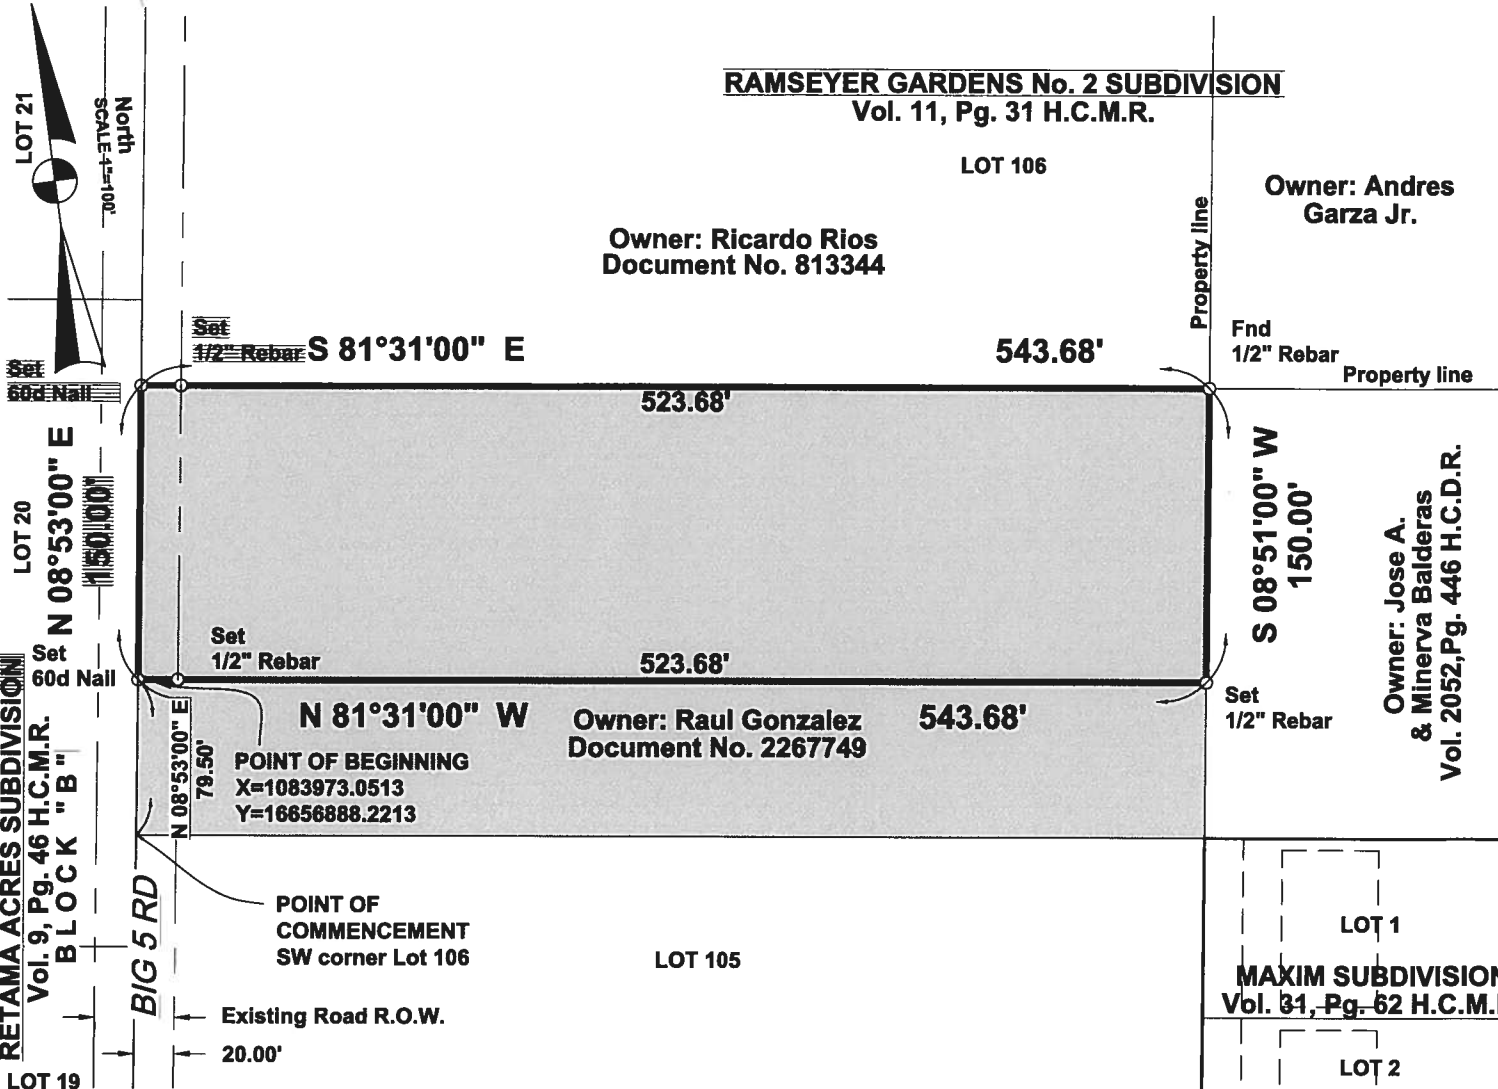 RAMSEYER GARDENS No. 2 SUBDIVISION
Vol. 11, Pg. 31 H.C.M.R.
LOT 21
North
SCALE 1"=100'
LOT 106
Owner: Andres
Garza Jr.
Owner: Ricardo Rios
Document No. 813344
Property line
Set
1/2" Rebar
S 81°31'00" E
543.68'
Fnd
1/2" Rebar
Property line
Set
60d Nail
523.68'
N 08°53'00" E
150.00'
LOT 20
S 08°51'00" W
150.00'
Owner: Jose A.
& Minerva Balderas
Vol. 2052,Pg. 446 H.C.D.R.
Set
60d Nail
Set
1/2" Rebar
523.68'
N 81°31'00" W
Owner: Raul Gonzalez
Document No. 2267749
543.68'
Set
1/2" Rebar
N 08°53'00" E
79.50'
POINT OF BEGINNING
X=1083973.0513
Y=16656888.2213
RETAMA ACRES SUBDIVISION
Vol. 9, Pg. 46 H.C.M.R.
BLOCK "B"
BIG 5 RD
POINT OF
COMMENCEMENT
SW corner Lot 106
LOT 105
LOT 1
MAXIM SUBDIVISION
Vol. 31, Pg. 62 H.C.M.
Existing Road R.O.W.
20.00'
LOT 19
LOT 2